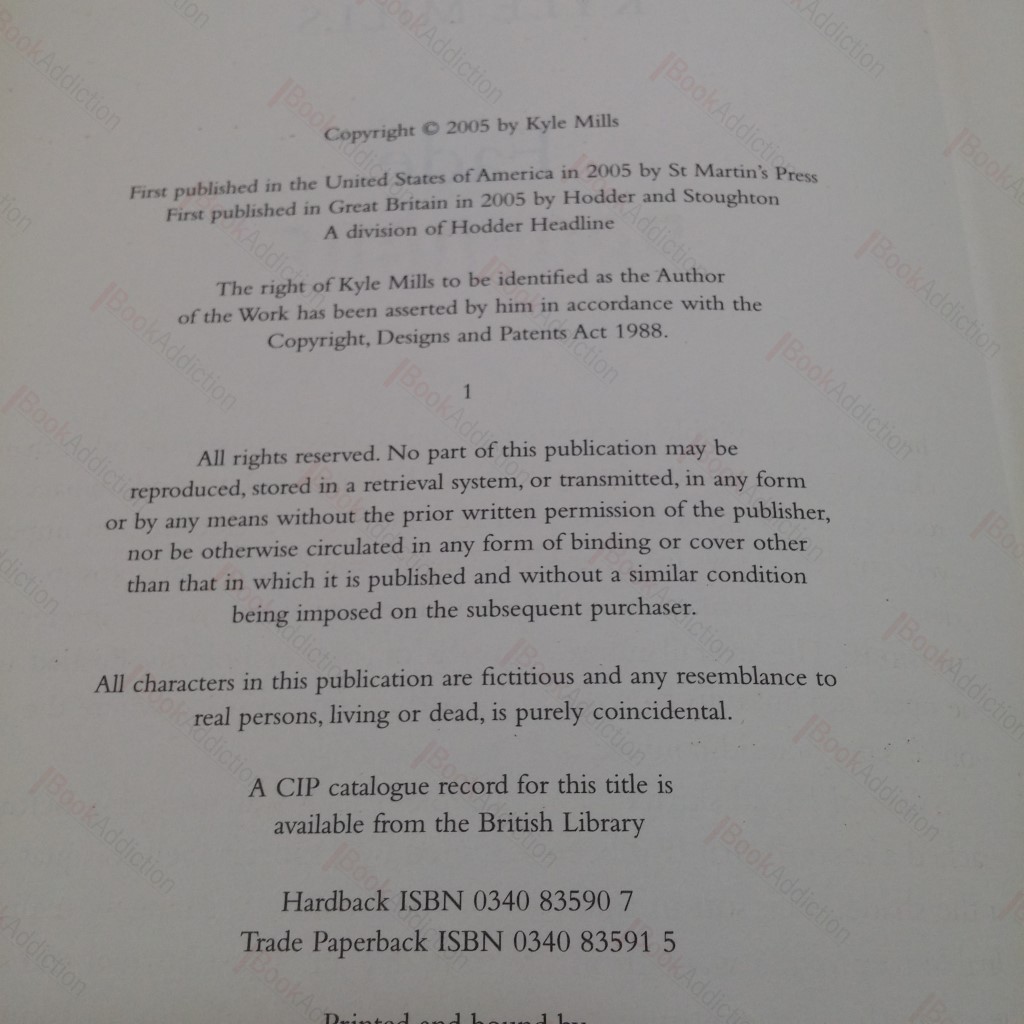 Copyright © 2005 by Kyle Mills
First published in the United States of America in 2005 by St Martin's Press
First published in Great Britain in 2005 by Hodder and Stoughton
A division of Hodder Headline
The right of Kyle Mills to be identified as the Author
of the Work has been asserted by him in accordance with the
Copyright, Designs and Patents Act 1988.
1
All rights reserved. No part of this publication may be
reproduced, stored in a retrieval system, or transmitted, in any form
or by any means without the prior written permission of the publisher,
nor be otherwise circulated in any form of binding or cover other
than that in which it is published and without a similar condition
being imposed on the subsequent purchaser.
All characters in this publication are fictitious and any resemblance to
real persons, living or dead, is purely coincidental.
A CIP catalogue record for this title is
available from the British Library
Hardback ISBN 0340 83590 7
Trade Paperback ISBN 0340 83591 5
Printed and bound by
BookAddiction